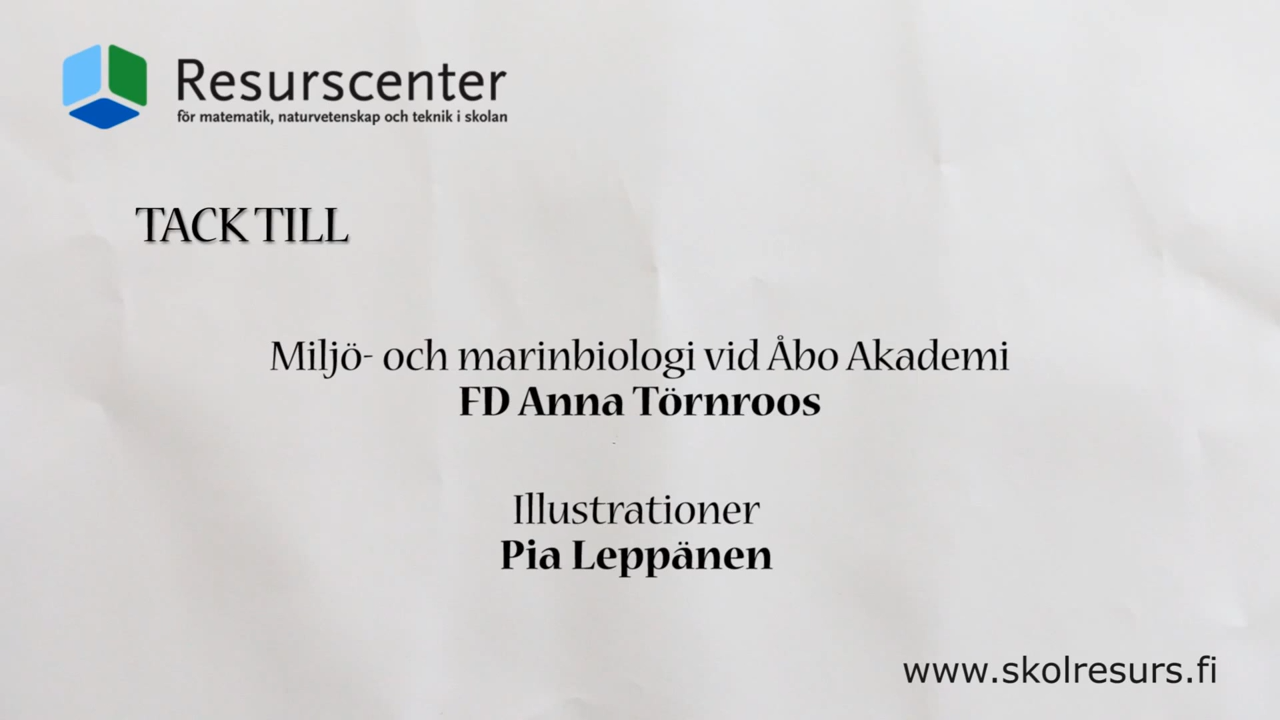 Resurscenter
för matematik, naturvetenskap och teknik i skolan
TACK TILL
Miljö- och marinbiologi vid Åbo Akademi
FD Anna Törnroos
Illustrationer
Pia Leppänen
www.skolresurs.fi